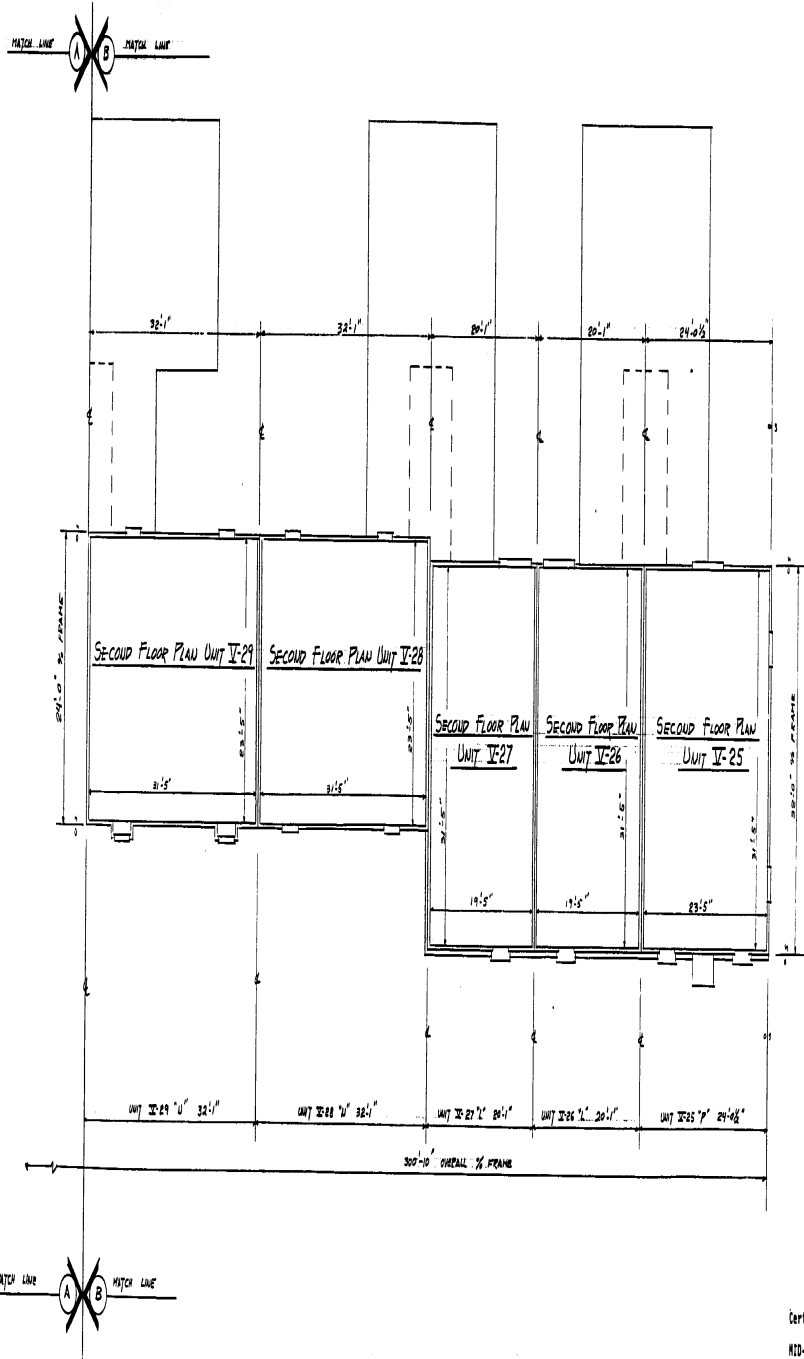 MATCH LINE A B MATCH LINE
32'-1" 32'-1" 20'-1" 20'-1" 24'-0½"
24'-0" % FRAME
SECOND FLOOR PLAN UNIT V-29
SECOND FLOOR PLAN UNIT V-28
23'-5"
23'-5"
SECOND FLOOR PLAN
UNIT V-27
SECOND FLOOR PLAN
UNIT V-26
SECOND FLOOR PLAN
UNIT V-25
% FRAME
31'-5"
31'-5"
31'-5"
31'-5"
31'-5"
19'-5"
19'-5"
23'-5"
UNIT V-29 "U" 32'-1"
UNIT V-28 "U" 32'-1"
UNIT V-27 "L" 20'-1"
UNIT V-26 "L" 20'-1"
UNIT V-25 "P" 24'-0½"
300'-10" OVERALL % FRAME
MATCH LINE A B MATCH LINE
Cert
MID-